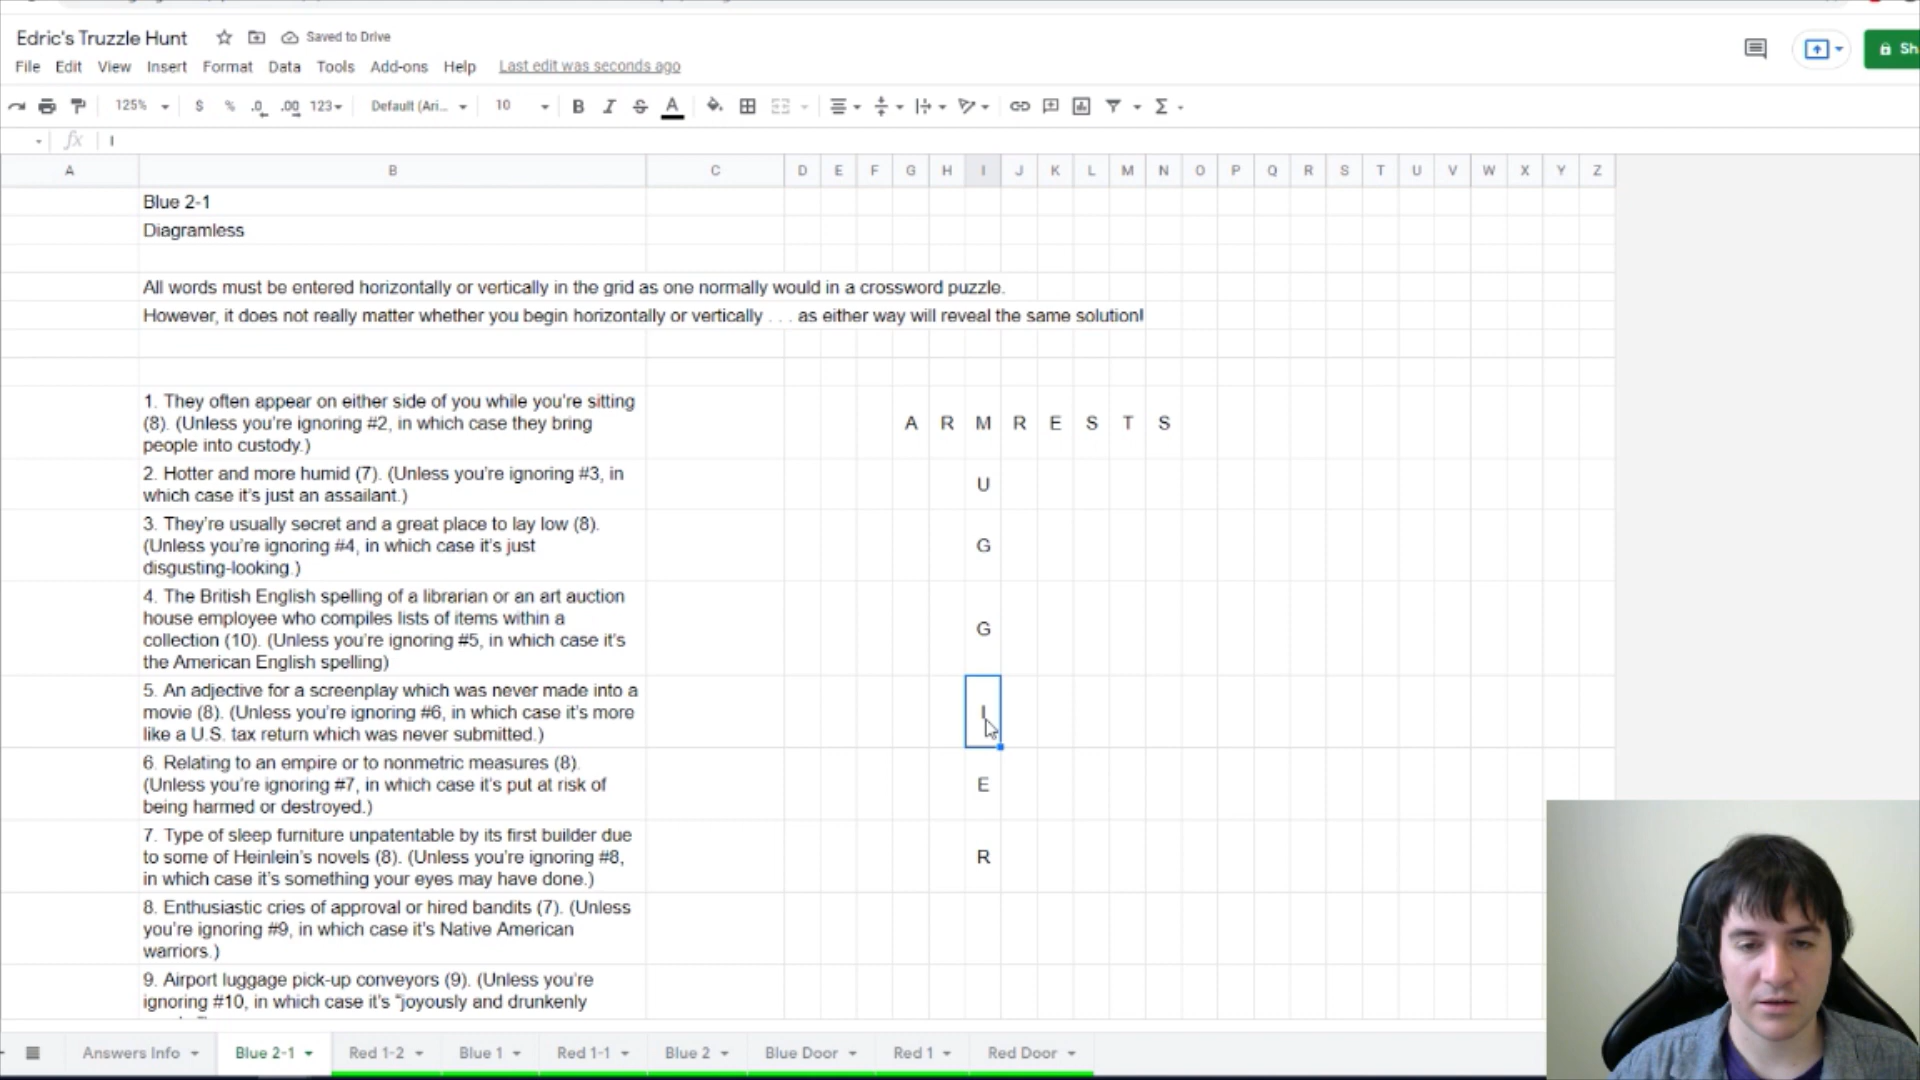 Edric's Truzzle Hunt
Saved to Drive
File Edit View Insert Format Data Tools Add-ons Help Last edit was seconds ago
Sh
125% $ % .0 .00 123 Default (Ari... 10 B I S A
fx I
A B C D E F G H I J K L M N O P Q R S T U V W X Y Z
Blue 2-1
Diagramless
All words must be entered horizontally or vertically in the grid as one normally would in a crossword puzzle.
However, it does not really matter whether you begin horizontally or vertically . . . as either way will reveal the same solution!
1. They often appear on either side of you while you're sitting
(8). (Unless you're ignoring #2, in which case they bring
people into custody.)
A R M R E S T S
2. Hotter and more humid (7). (Unless you're ignoring #3, in
which case it's just an assailant.)
U
3. They're usually secret and a great place to lay low (8).
(Unless you're ignoring #4, in which case it's just
disgusting-looking.)
G
4. The British English spelling of a librarian or an art auction
house employee who compiles lists of items within a
collection (10). (Unless you're ignoring #5, in which case it's
the American English spelling)
G
5. An adjective for a screenplay which was never made into a
movie (8). (Unless you're ignoring #6, in which case it's more
like a U.S. tax return which was never submitted.)
I
6. Relating to an empire or to nonmetric measures (8).
(Unless you're ignoring #7, in which case it's put at risk of
being harmed or destroyed.)
E
7. Type of sleep furniture unpatentable by its first builder due
to some of Heinlein's novels (8). (Unless you're ignoring #8,
in which case it's something your eyes may have done.)
R
8. Enthusiastic cries of approval or hired bandits (7). (Unless
you're ignoring #9, in which case it's Native American
warriors.)
9. Airport luggage pick-up conveyors (9). (Unless you're
ignoring #10, in which case it's "joyously and drunkenly
Answers Info Blue 2-1 Red 1-2 Blue 1 Red 1-1 Blue 2 Blue Door Red 1 Red Door